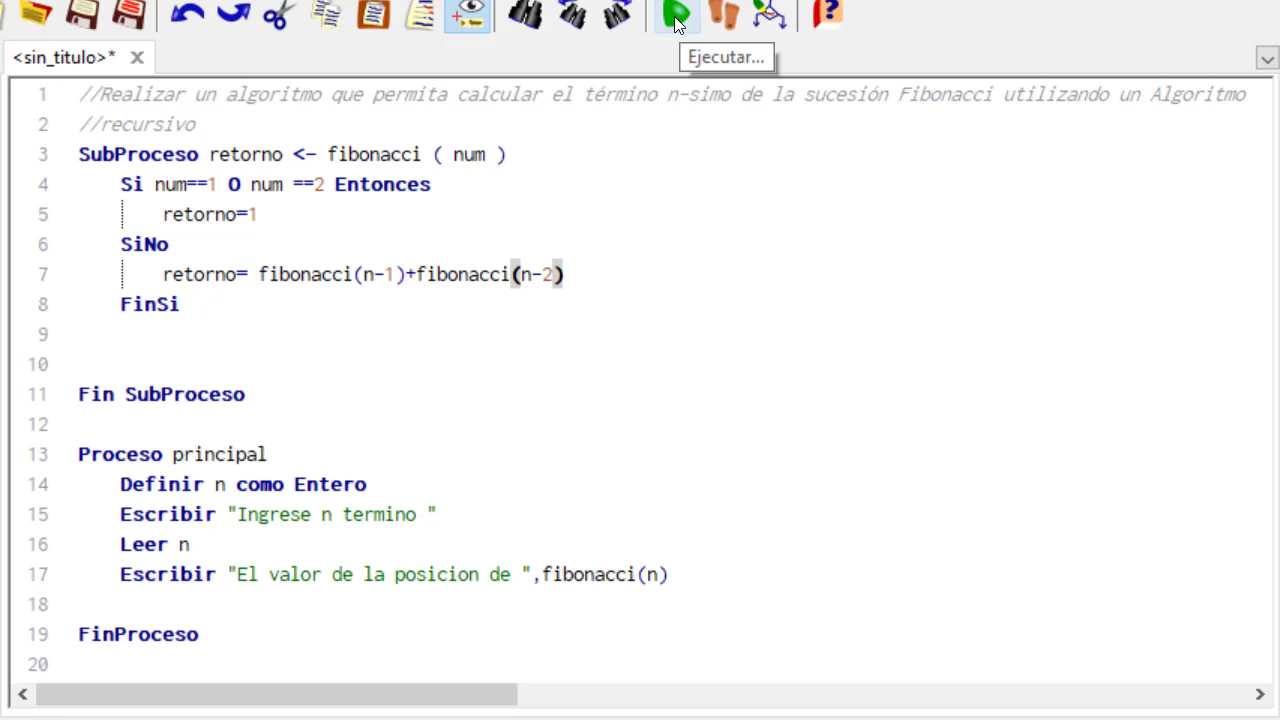 Ejecutar...
<sin_titulo>*
1 //Realizar un algoritmo que permita calcular el término n-simo de la sucesión Fibonacci utilizando un Algoritmo
2 //recursivo
3 SubProceso retorno <- fibonacci ( num )
4 Si num==1 O num ==2 Entonces
5 retorno=1
6 SiNo
7 retorno= fibonacci(n-1)+fibonacci(n-2)
8 FinSi
9
10
11 Fin SubProceso
12
13 Proceso principal
14 Definir n como Entero
15 Escribir "Ingrese n termino "
16 Leer n
17 Escribir "El valor de la posicion de ",fibonacci(n)
18
19 FinProceso
20